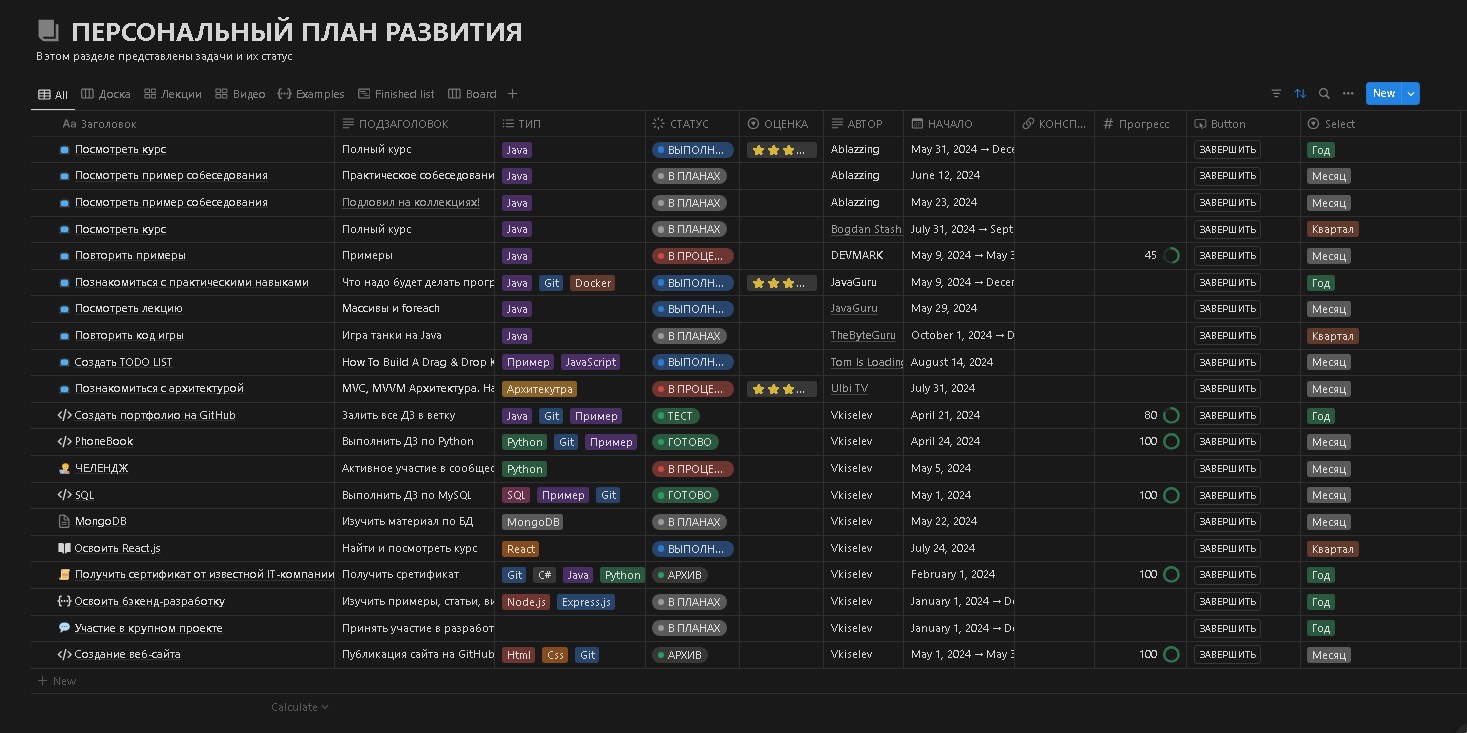 ПЕРСОНАЛЬНЫЙ ПЛАН РАЗВИТИЯ
В этом разделе представлены задачи и их статус
All Доска Лекции Видео Examples Finished list Board +
New
Aa Заголовок ПОДЗАГОЛОВОК ТИП СТАТУС ОЦЕНКА АВТОР НАЧАЛО КОНСП... # Прогресс Button Select
Посмотреть курс Полный курс Java ВЫПОЛН... ... Ablazzing May 31, 2024 → Dece ЗАВЕРШИТЬ Год
Посмотреть пример собеседования Практическое собеседовани Java В ПЛАНАХ Ablazzing June 12, 2024 ЗАВЕРШИТЬ Месяц
Посмотреть пример собеседования Подловил на коллекциях! Java В ПЛАНАХ Ablazzing May 23, 2024 ЗАВЕРШИТЬ Месяц
Посмотреть курс Полный курс Java В ПЛАНАХ Bogdan Stash July 31, 2024 → Sept ЗАВЕРШИТЬ Квартал
Повторить примеры Примеры Java В ПРОЦЕ... DEVMARK May 9, 2024 → May 3 45 ЗАВЕРШИТЬ Месяц
Познакомиться с практическими навыками Что надо будет делать прогр Java Git Docker ВЫПОЛН... ... JavaGuru May 9, 2024 → Decer ЗАВЕРШИТЬ Год
Посмотреть лекцию Массивы и foreach Java ВЫПОЛН... JavaGuru May 29, 2024 ЗАВЕРШИТЬ Месяц
Повторить код игры Игра танки на Java Java В ПЛАНАХ TheByteGuru October 1, 2024 → D ЗАВЕРШИТЬ Квартал
Создать TODO LIST How To Build A Drag & Drop K Пример JavaScript ВЫПОЛН... Tom Is Loading August 14, 2024 ЗАВЕРШИТЬ Месяц
Познакомиться с архитектурой MVC, MVVM Архитектура. На Архитекутра В ПРОЦЕ... ... Ulbi TV July 31, 2024 ЗАВЕРШИТЬ Месяц
Создать портфолио на GitHub Залить все ДЗ в ветку Java Git Пример ТЕСТ Vkiselev April 21, 2024 80 ЗАВЕРШИТЬ Год
PhoneBook Выполнить ДЗ по Python Python Git Пример ГОТОВО Vkiselev April 24, 2024 100 ЗАВЕРШИТЬ Месяц
ЧЕЛЕНДЖ Активное участие в сообщес Python В ПРОЦЕ... Vkiselev May 5, 2024 ЗАВЕРШИТЬ Месяц
SQL Выполнить ДЗ по MySQL SQL Пример Git ГОТОВО Vkiselev May 1, 2024 100 ЗАВЕРШИТЬ Месяц
MongoDB Изучить материал по БД MongoDB В ПЛАНАХ Vkiselev May 22, 2024 ЗАВЕРШИТЬ Месяц
Освоить React.js Найти и посмотреть курс React ВЫПОЛН... Vkiselev July 24, 2024 ЗАВЕРШИТЬ Квартал
Получить сертификат от известной IT-компании Получить сретификат Git C# Java Python АРХИВ Vkiselev February 1, 2024 100 ЗАВЕРШИТЬ Год
Освоить бэкенд-разработку Изучить примеры, статьи, ви Node.js Express.js В ПЛАНАХ Vkiselev January 1, 2024 → De ЗАВЕРШИТЬ Год
Участие в крупном проекте Принять участие в разработ В ПЛАНАХ Vkiselev January 1, 2024 → De ЗАВЕРШИТЬ Год
Создание веб-сайта Публикация сайта на GitHub Html Css Git АРХИВ Vkiselev May 1, 2024 → May 3 100 ЗАВЕРШИТЬ Месяц
+ New
Calculate